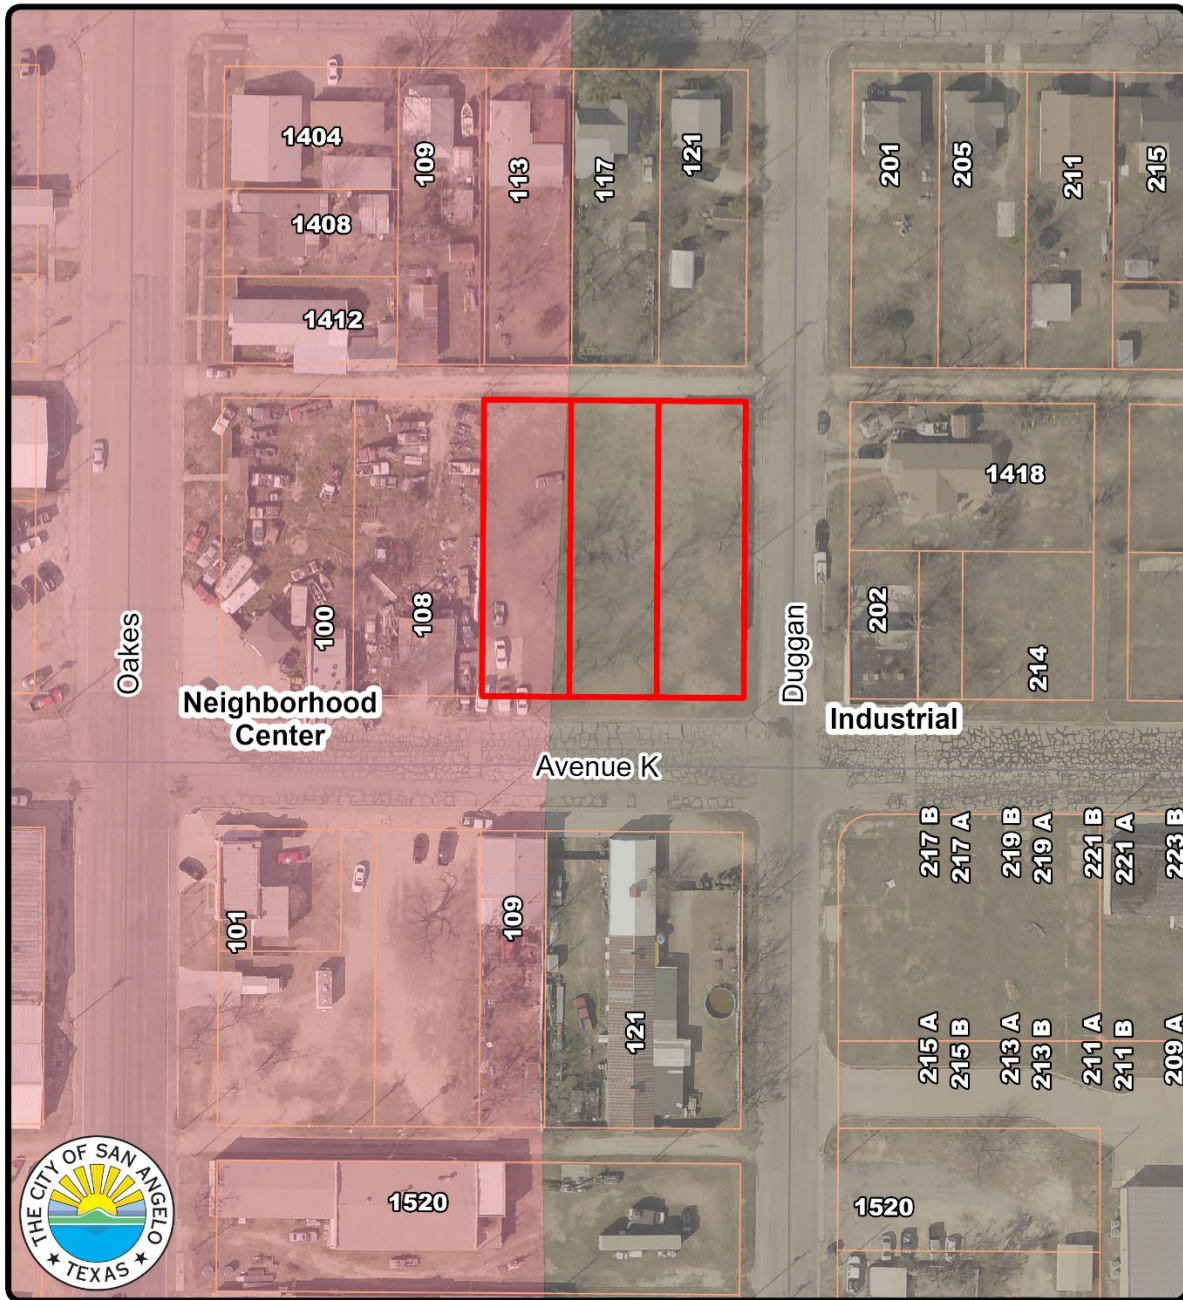 1404
109
113
117
121
201
205
211
215
1408
1412
1418
100
108
202
214
Oakes
Duggan
Neighborhood
Center
Industrial
Avenue K
217 B
217 A
219 B
219 A
221 B
221 A
223 B
101
109
121
215 A
215 B
213 A
213 B
211 A
211 B
209 A
1520
1520
THE CITY OF SAN ANGELO
★ TEXAS ★